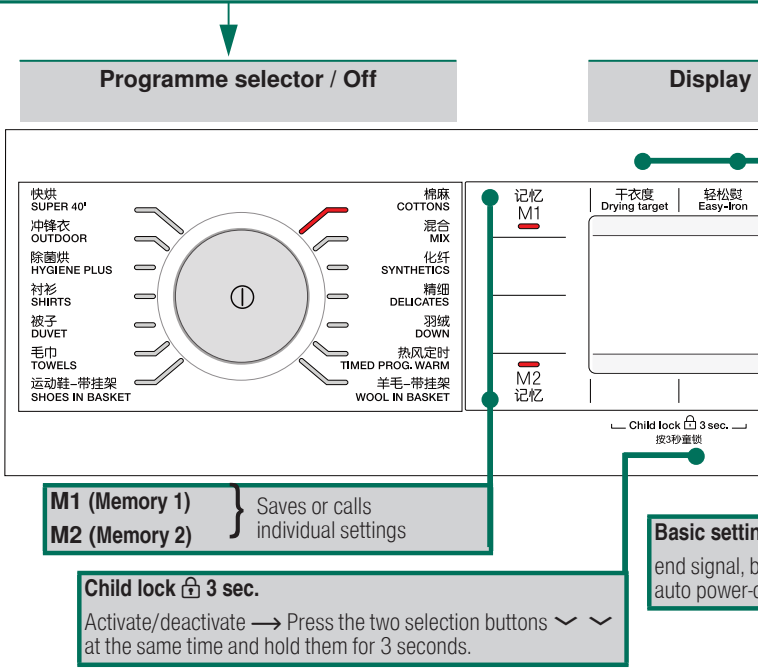 Programme selector / Off
Display
快烘
SUPER 40'
冲锋衣
OUTDOOR
除菌烘
HYGIENE PLUS
衬衫
SHIRTS
被子
DUVET
毛巾
TOWELS
运动鞋-带挂架
SHOES IN BASKET
棉麻
COTTONS
混合
MIX
化纤
SYNTHETICS
精细
DELICATES
羽绒
DOWN
热风定时
TIMED PROG. WARM
羊毛-带挂架
WOOL IN BASKET
记忆
M1
M2
记忆
干衣度
Drying target
轻松熨
Easy-Iron
Child lock 3 sec.
按3秒童锁
M1 (Memory 1)
M2 (Memory 2)
} Saves or calls
individual settings
Child lock 3 sec.
Activate/deactivate → Press the two selection buttons
at the same time and hold them for 3 seconds.
Basic settin
end signal, b
auto power-